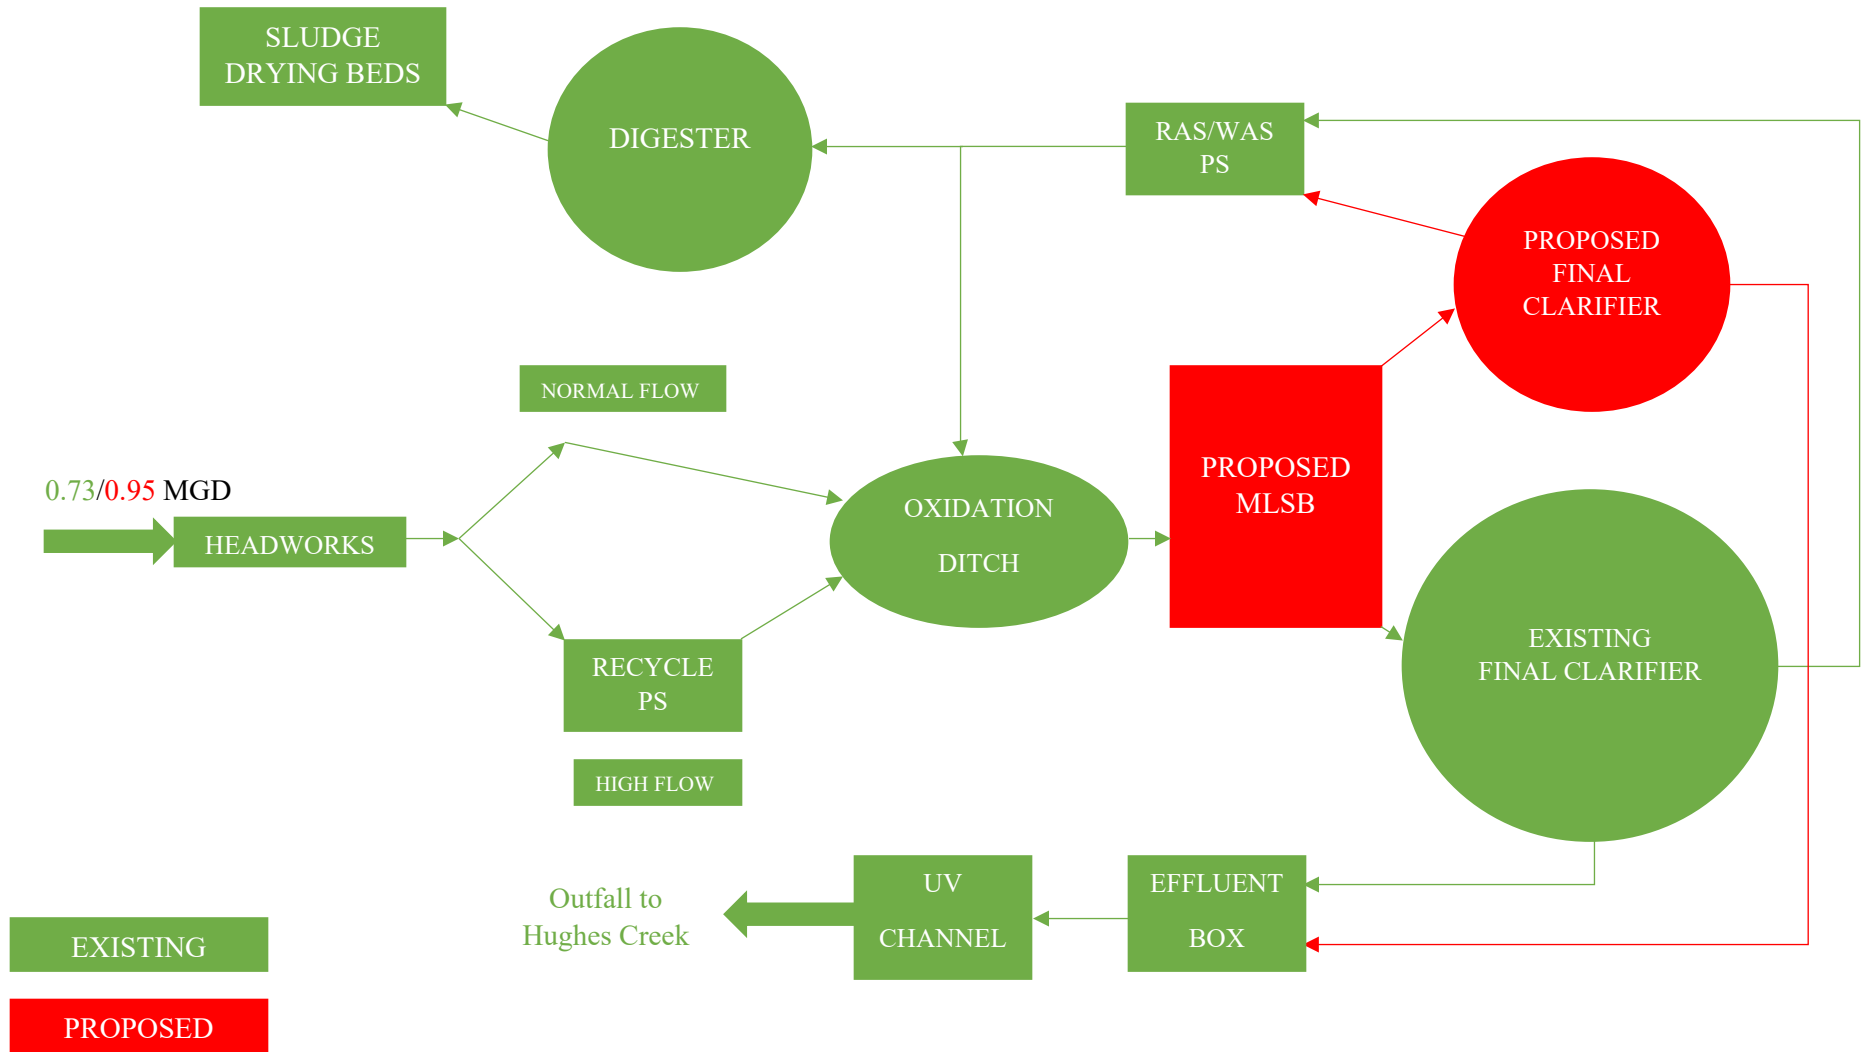 SLUDGE
DRYING BEDS
DIGESTER
RAS/WAS
PS
PROPOSED
FINAL
CLARIFIER
NORMAL FLOW
0.73/0.95 MGD
HEADWORKS
OXIDATION
DITCH
PROPOSED
MLSB
RECYCLE
PS
HIGH FLOW
EXISTING
FINAL CLARIFIER
Outfall to
Hughes Creek
UV
CHANNEL
EFFLUENT
BOX
EXISTING
PROPOSED